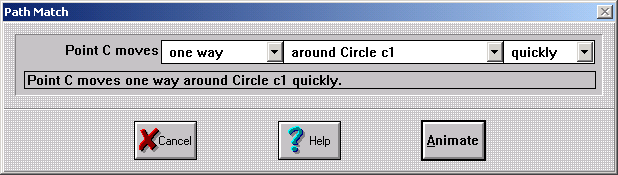 Path Match
Point C moves one way around Circle c1 quickly
Point C moves one way around Circle c1 quickly.
Cancel Help Animate